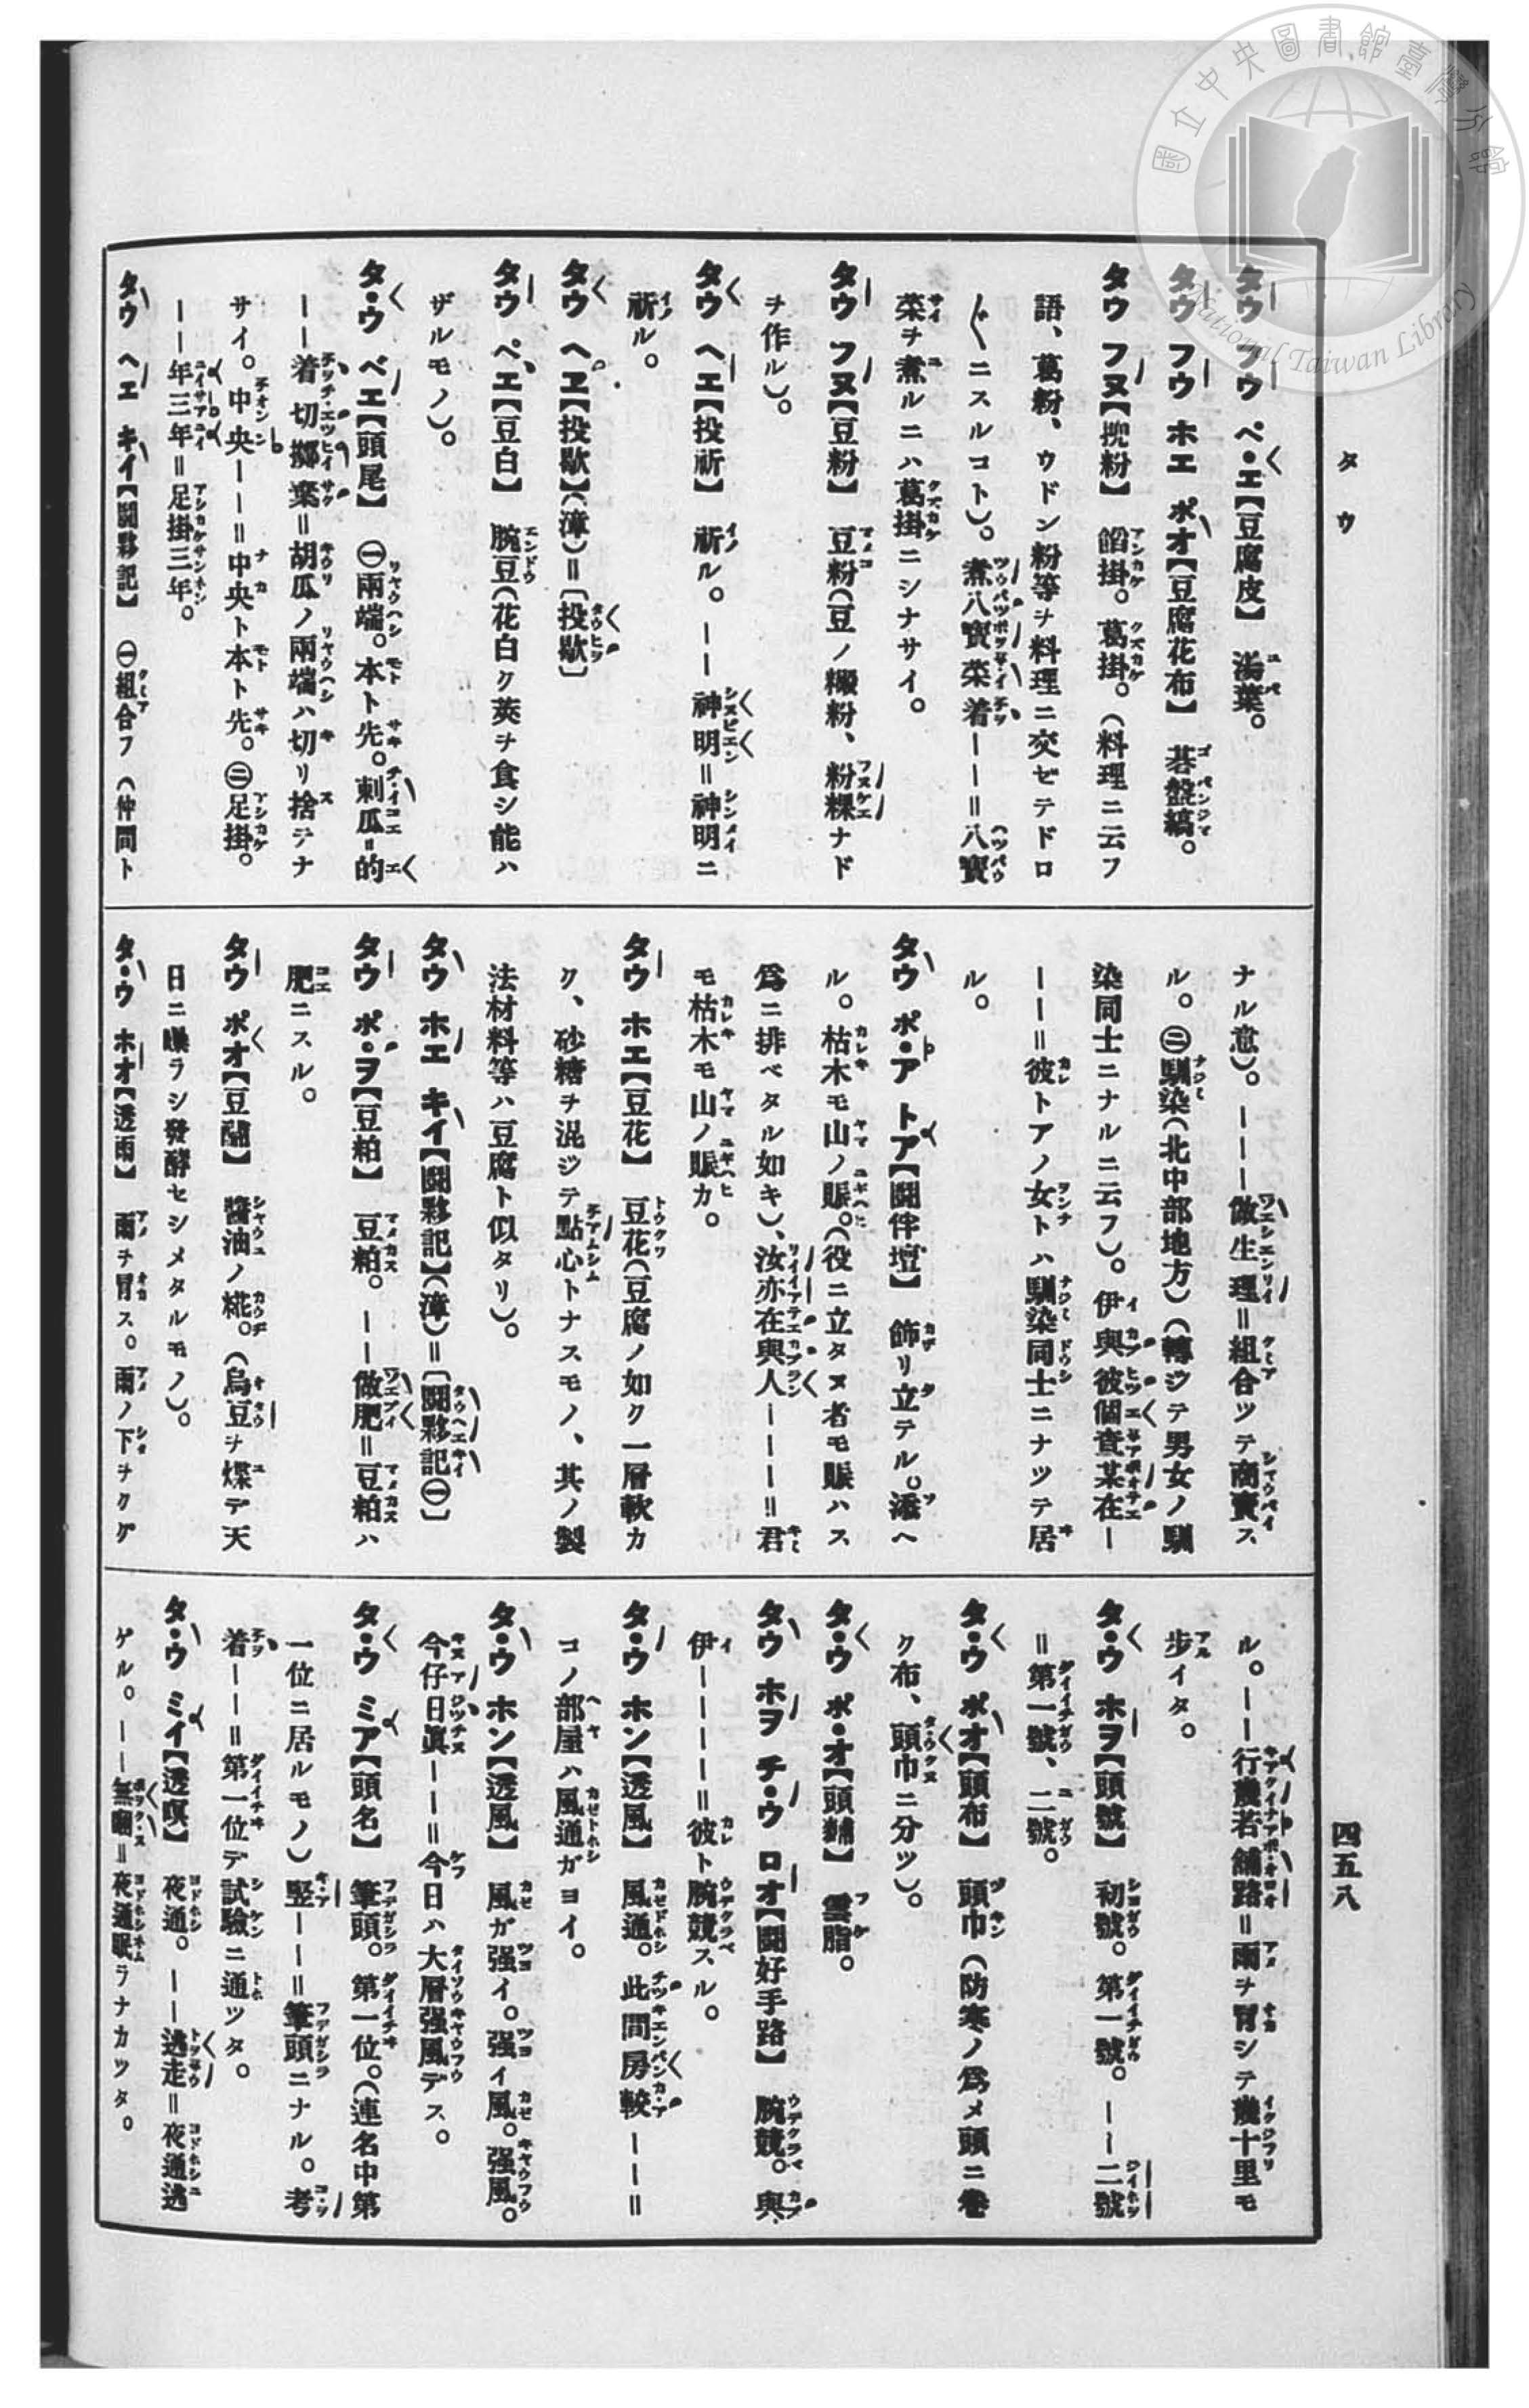 國立中央圖書館臺灣分館
National Taiwan Library
タウ
四五八
タウ フウ ペ・エ【豆腐皮】 湯葉。
タウ フウ ホエ ポオ【豆腐花布】 碁盤縞。
タウ フヌ【㨢粉】 餡掛。葛掛。（料理ニ云フ
語、葛粉、ウドン粉等ヲ料理ニ交ゼテドロ
〲ニスルコト）。煮八寶菜着ーー＝八寶
菜ヲ煮ルニハ葛掛ニシナサイ。
タウ フヌ【豆粉】 豆粉（豆ノ糊粉、粉粿ナド
ヲ作ル）。
タウ ヘエ【投祈】 祈ル。ーー神明＝神明ニ
祈ル。
タウ ヘヱ【投歇】（漳）＝〔投歇〕
タウ ペエ【豆白】 豌豆（花白ク莢ヲ食シ能ハ
ザルモノ）。
タ・ウ ベエ【頭尾】 ㊀兩端。本ト先。刺瓜＝的
ーー着切擲棄＝胡瓜ノ兩端ハ切リ捨テナ
サイ。中央ーー＝中央ト本ト先。㊁足掛。
ーー年三年＝足掛三年。
タウ ヘエ キイ【鬪夥記】 ㊀組合フ（仲間ト
ナル意）。ーーー做生理＝組合ツテ商賣ス
ル。㊁馴染（北中部地方）（轉ジテ男女ノ馴
染同士ニナルニ云フ）。伊與彼個查某在ー
ーー＝彼トアノ女トハ馴染同士ニナツテ居
ル。
タウ ポ・ア トア【鬪伴壇】 飾リ立テル。添ヘ
ル。枯木モ山ノ賑。（役ニ立タヌ者モ賑ハス
爲ニ排ベタル如キ）、汝亦在與人ーーー＝君
モ枯木モ山ノ賑カ。
タウ ホエ【豆花】 豆花（豆腐ノ如ク一層軟カ
ク、砂糖ヲ混ジテ點心トナスモノ、其ノ製
法材料等ハ豆腐ト似タリ）。
タウ ホエ キイ【鬪夥記】（漳）＝〔鬪夥記㊀〕
タウ ポ・ヲ【豆粕】 豆粕。ーー做肥＝豆粕ハ
肥ニスル。
タウ ポオ【豆醭】 醬油ノ糀。（烏豆ヲ煠デ天
日ニ曝ラシ發酵セシメタルモノ）。
タ・ウ ホオ【透雨】 雨ヲ冒ス。雨ノ下ヲクグ
ル。ーー行幾若舖路＝雨ヲ冒シテ幾十里モ
步イタ。
タ・ウ ホヲ【頭號】 初號。第一號。ーー二號
＝第一號、二號。
タ・ウ ポオ【頭布】 頭巾（防寒ノ爲メ頭ニ卷
ク布、頭巾ニ分ツ）。
タ・ウ ポ・オ【頭麩】 雲脂。
タウ ホヲ チ・ウ ロオ【鬪好手路】 腕競。與
伊ーーーー＝彼ト腕競スル。
タ・ウ ホン【透風】 風通。此間房較ーー＝
コノ部屋ハ風通ガヨイ。
タ・ウ ホン【透風】 風ガ强イ。强イ風。强風。
今仔日眞ーー＝今日ハ大層强風デス。
タ・ウ ミア【頭名】 筆頭。第一位。（連名中第
一位ニ居ルモノ）竪ーー＝筆頭ニナル。考
着ーー＝第一位デ試驗ニ通ツタ。
タ・ウ ミイ【透暝】 夜通。ーー逃走＝夜通逃
ゲル。ーー無睏＝夜通眠ラナカツタ。